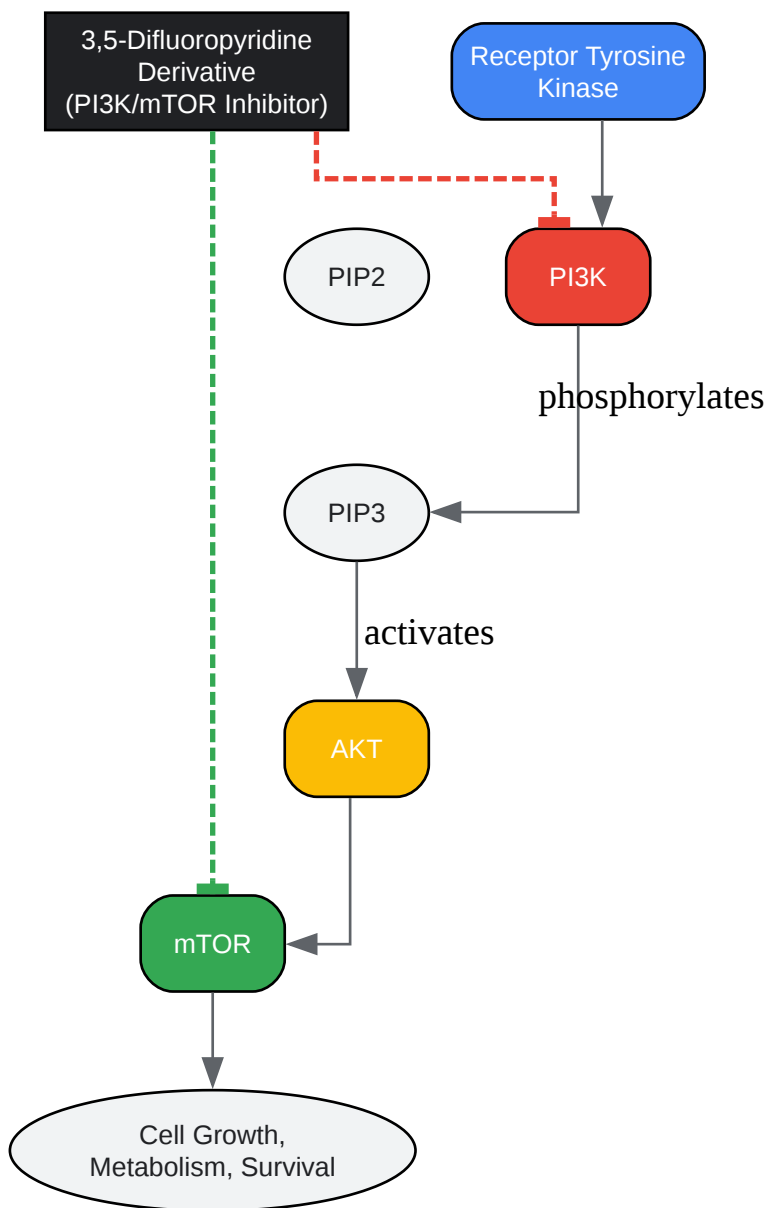 3,5-Difluoropyridine
Derivative
(PI3K/mTOR Inhibitor)
Receptor Tyrosine
Kinase
PIP2
PI3K
phosphorylates
PIP3
activates
AKT
mTOR
Cell Growth,
Metabolism, Survival